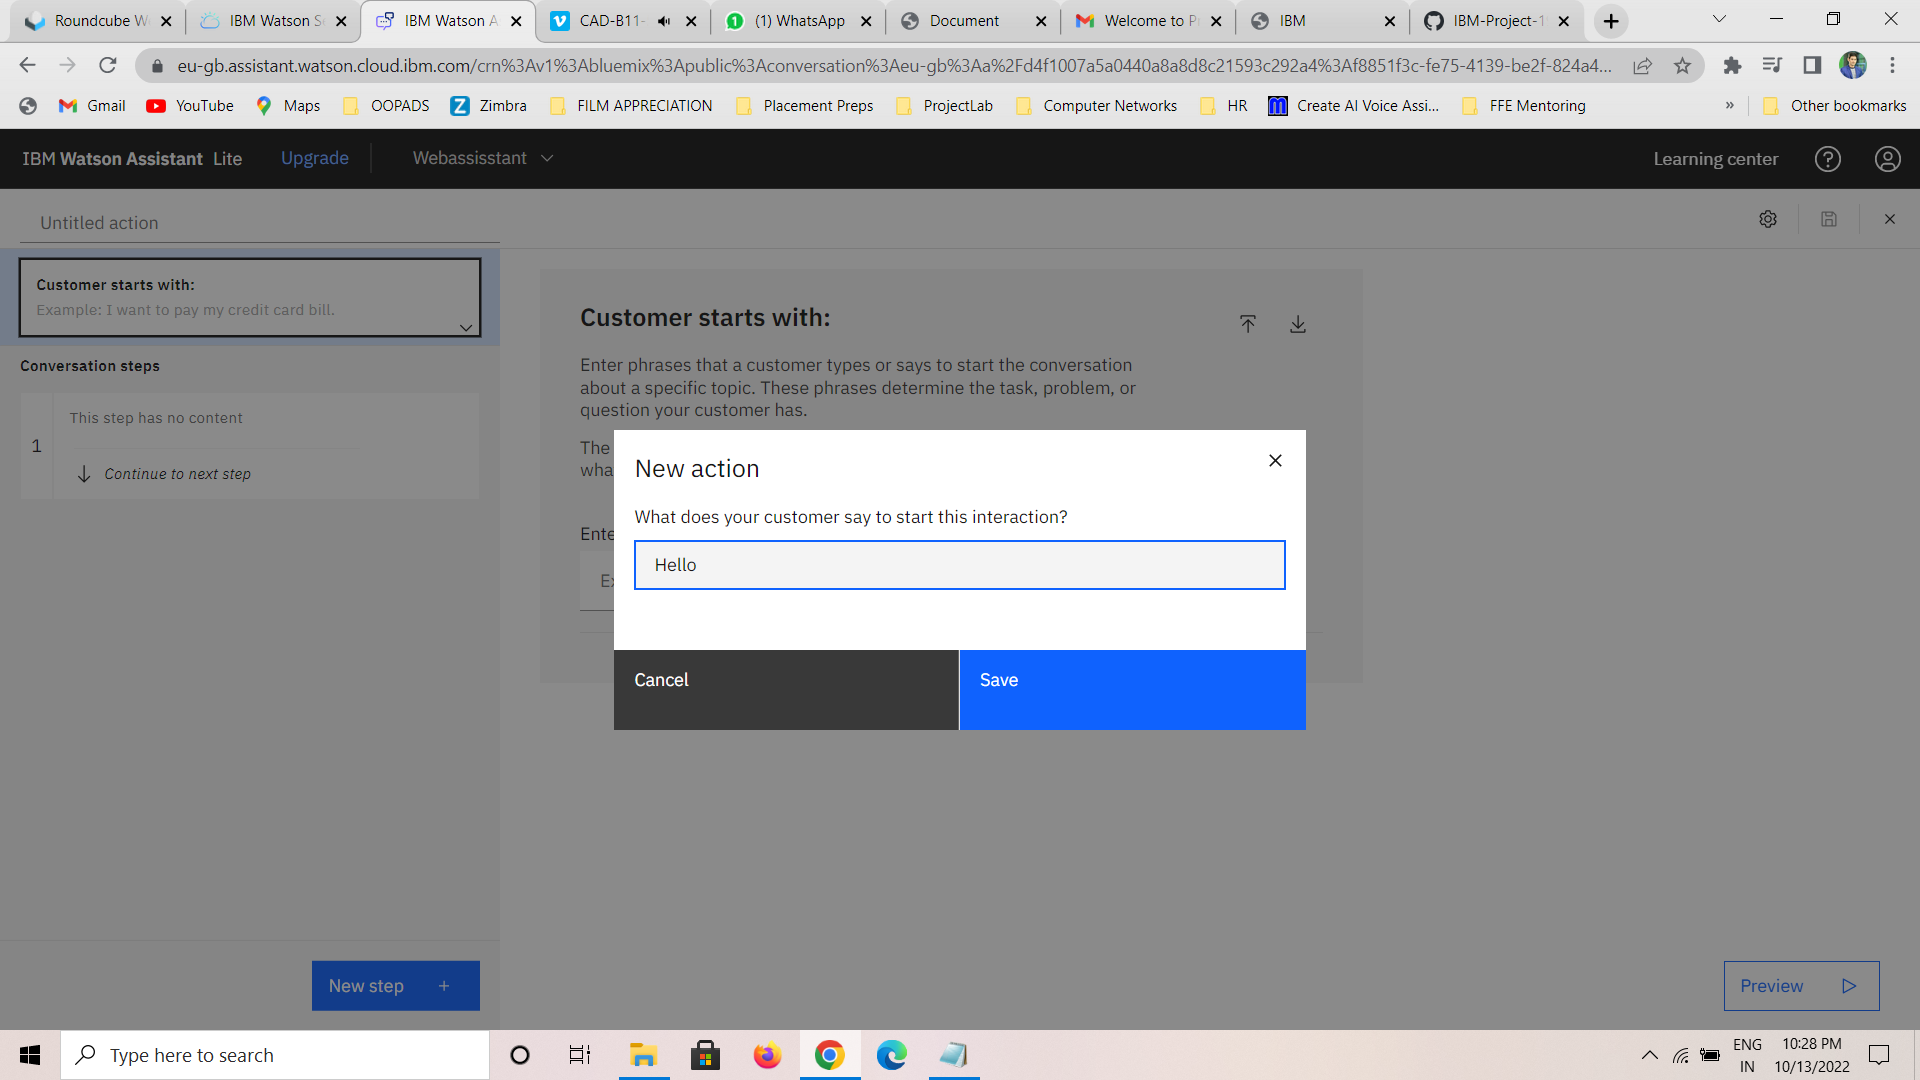 Roundcube W
IBM Watson S
IBM Watson A
CAD-B11-
(1) WhatsApp
Document
Welcome to P
IBM
IBM-Project-1
eu-gb.assistant.watson.cloud.ibm.com/crn%3Av1%3Abluemix%3Apublic%3Aconversation%3Aeu-gb%3Aa%2Fd4f1007a5a0440a8a8d8c21593c292a4%3Af8851f3c-fe75-4139-be2f-824a4...
Gmail
YouTube
Maps
OOPADS
Zimbra
FILM APPRECIATION
Placement Preps
ProjectLab
Computer Networks
HR
Create AI Voice Assi...
FFE Mentoring
»
Other bookmarks
IBM Watson Assistant Lite
Upgrade
Webassisstant
Learning center
Untitled action
Customer starts with:
Example: I want to pay my credit card bill.
Conversation steps
1
This step has no content
Continue to next step
New step +
Customer starts with:
Enter phrases that a customer types or says to start the conversation
about a specific topic. These phrases determine the task, problem, or
question your customer has.
The
wha
Ente
Ex
New action
What does your customer say to start this interaction?
Hello
Cancel
Save
Preview
Type here to search
ENG
IN
10:28 PM
10/13/2022